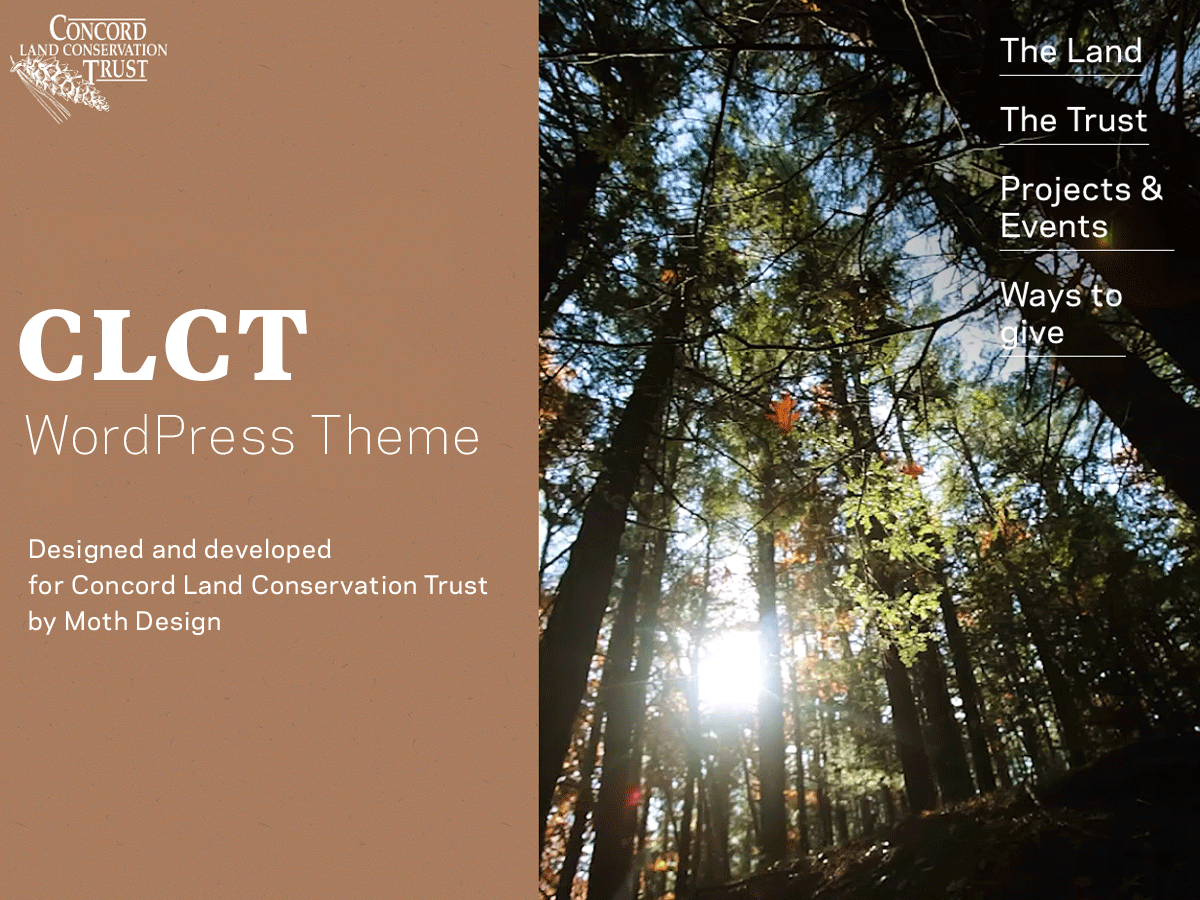 CONCORD
LAND CONSERVATION
TRUST
CLCT
WordPress Theme
Designed and developed
for Concord Land Conservation Trust
by Moth Design
The Land
The Trust
Projects &
Events
Ways to
give